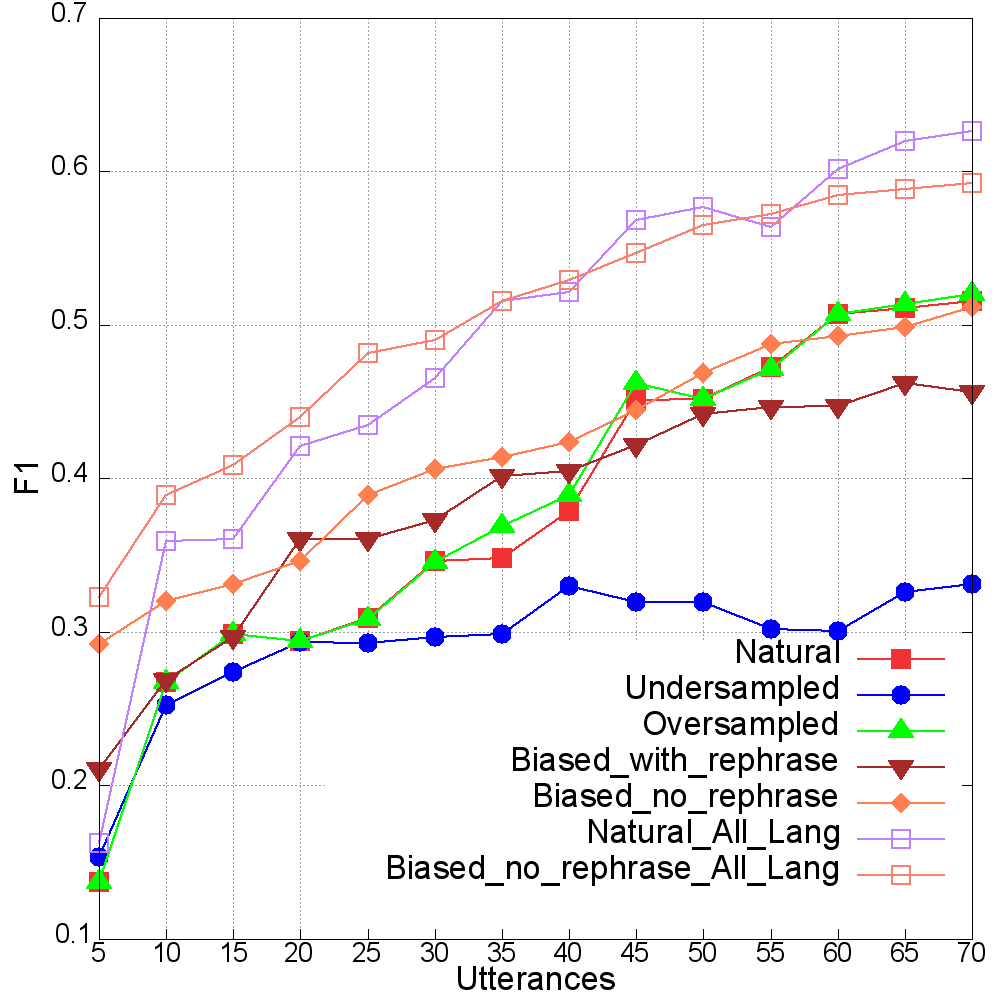 0.7
0.6
0.5
0.4
0.3
0.2
0.1
F1
Natural
Undersampled
Oversampled
Biased_with_rephrase
Biased_no_rephrase
Natural_All_Lang
Biased_no_rephrase_All_Lang
5 10 15 20 25 30 35 40 45 50 55 60 65 70
Utterances